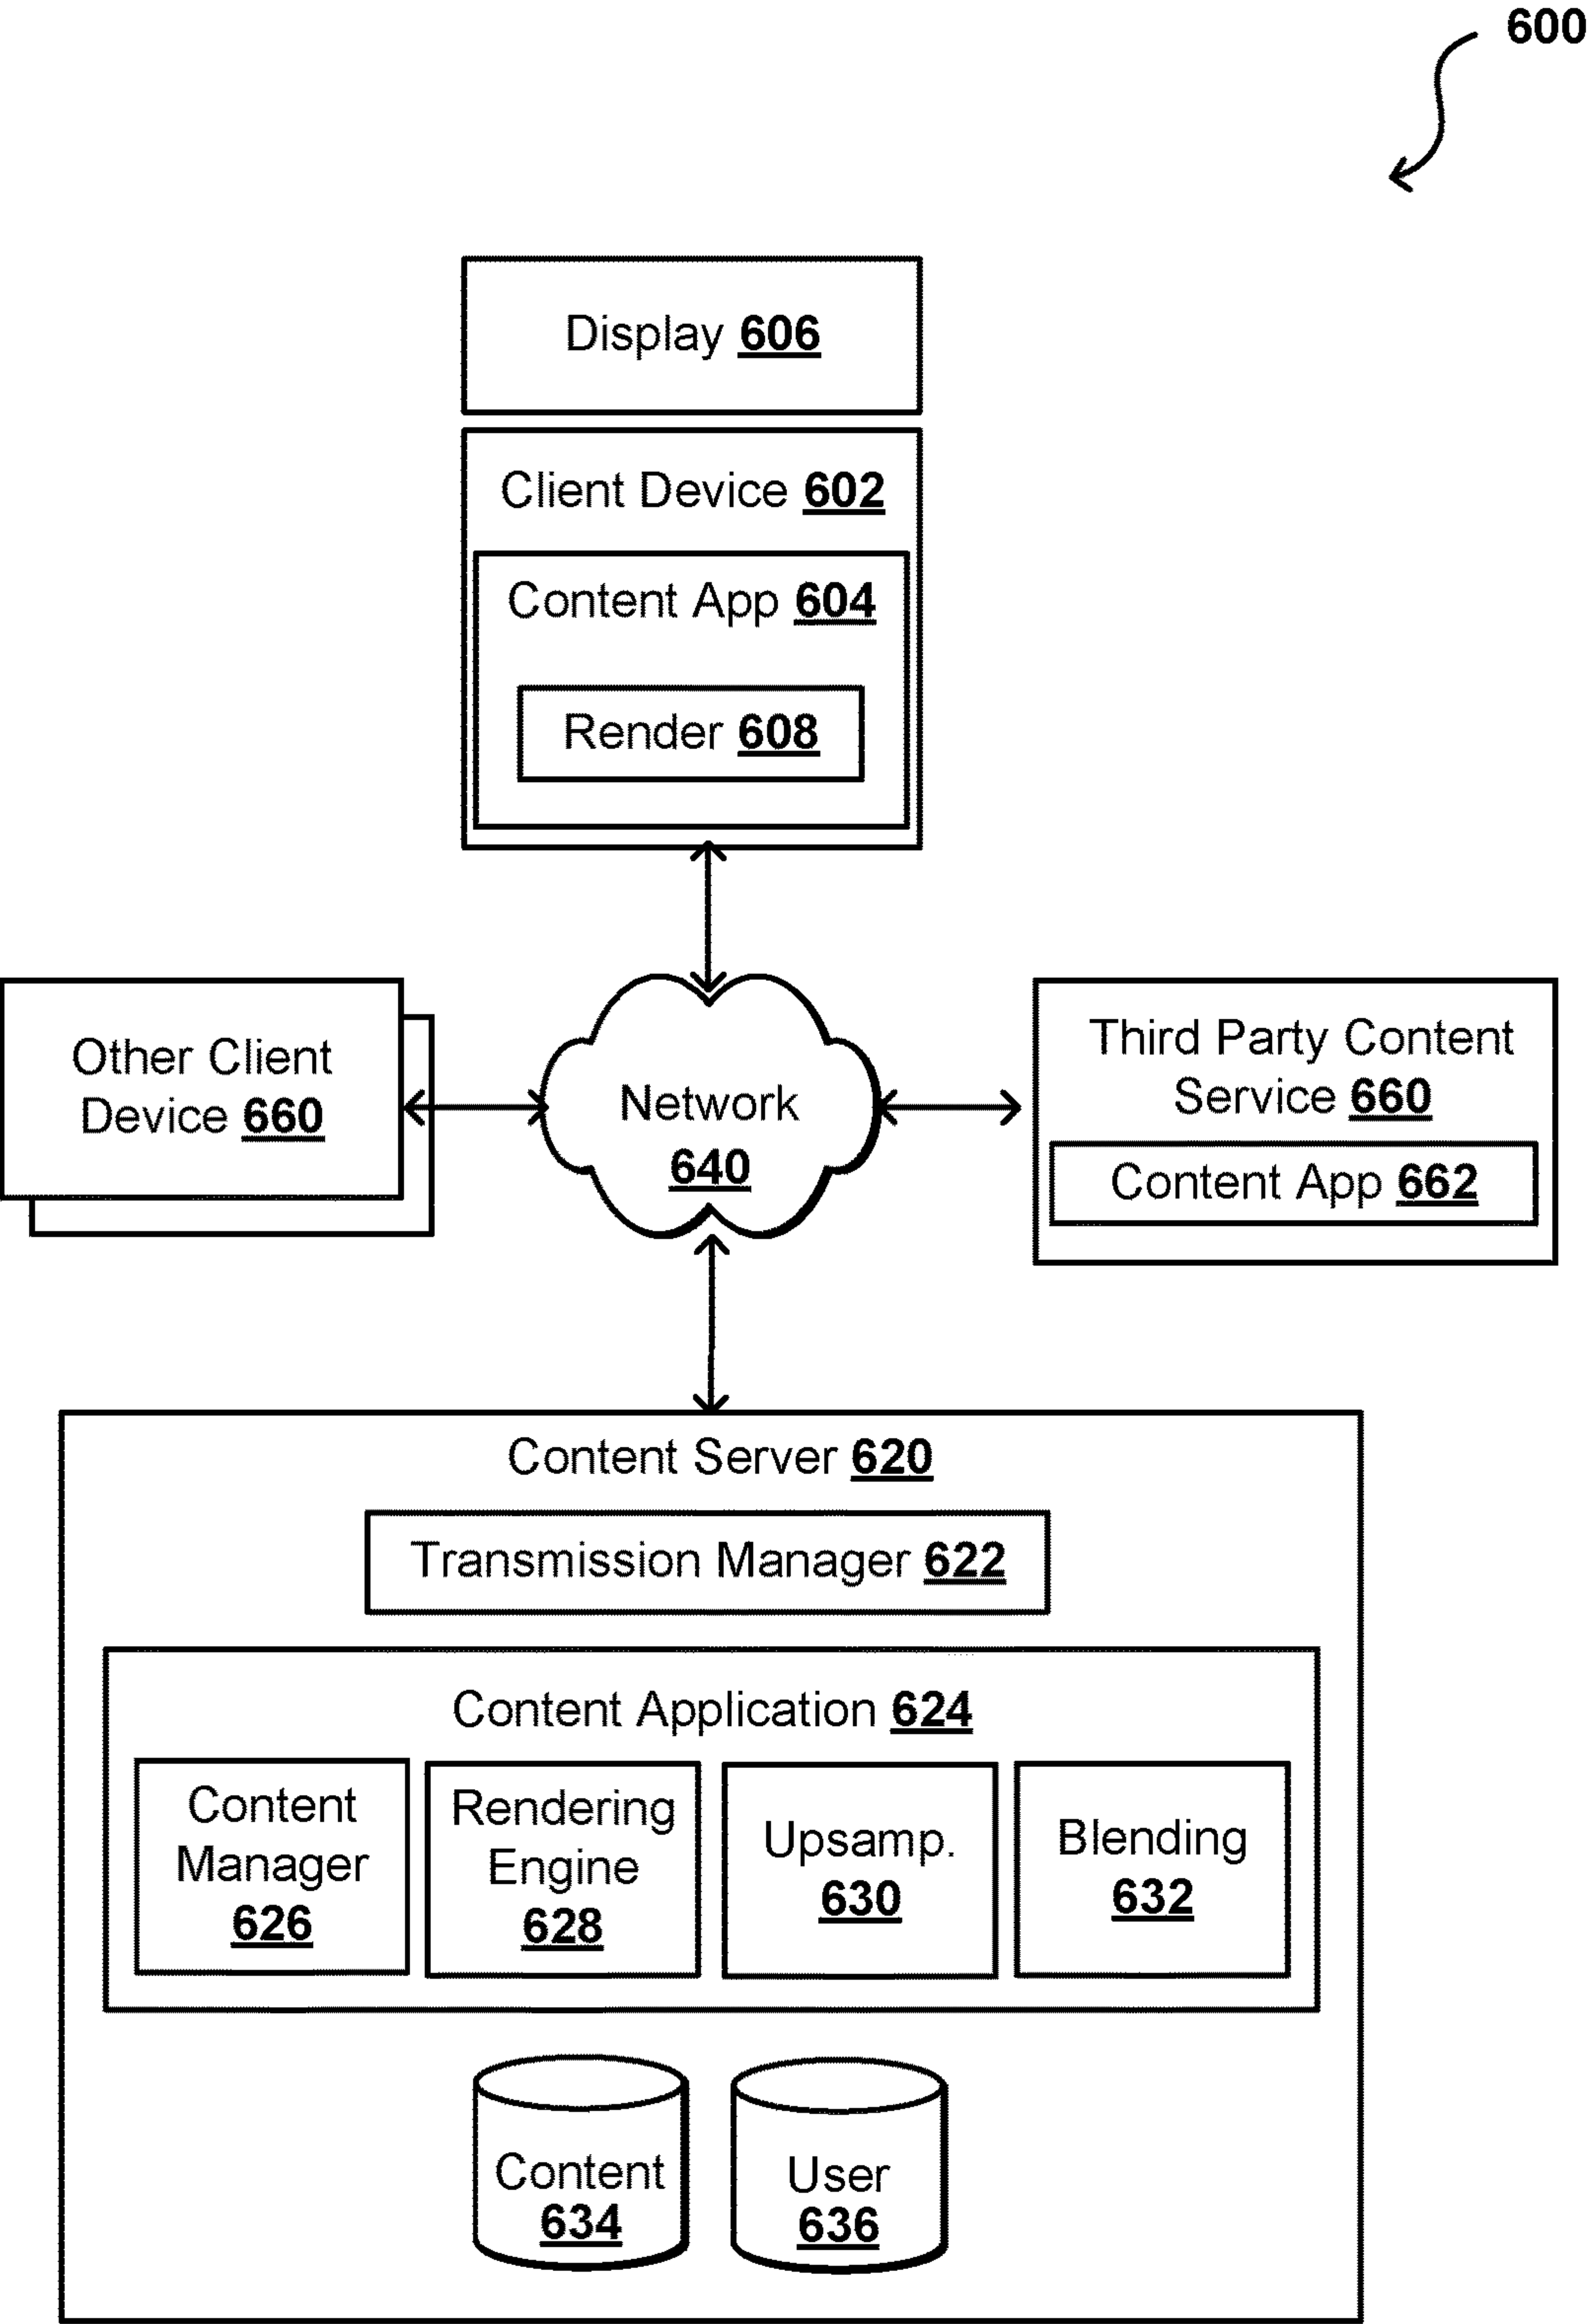 600
Display 606
Client Device 602
Content App 604
Render 608
Other Client
Device 660
Network
640
Third Party Content
Service 660
Content App 662
Content Server 620
Transmission Manager 622
Content Application 624
Content
Manager
626
Rendering
Engine
628
Upsamp.
630
Blending
632
Content
634
User
636